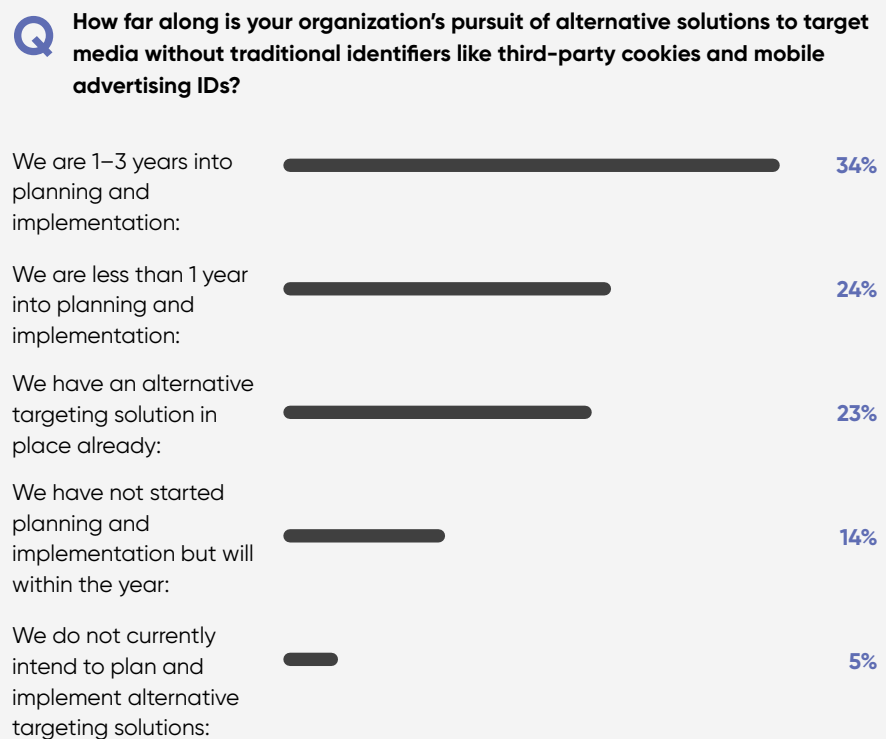 Q
How far along is your organization’s pursuit of alternative solutions to target
media without traditional identifiers like third-party cookies and mobile
advertising IDs?
We are 1–3 years into
planning and
implementation:
34%
We are less than 1 year
into planning and
implementation:
24%
We have an alternative
targeting solution in
place already:
23%
We have not started
planning and
implementation but will
within the year:
14%
We do not currently
intend to plan and
implement alternative
targeting solutions:
5%